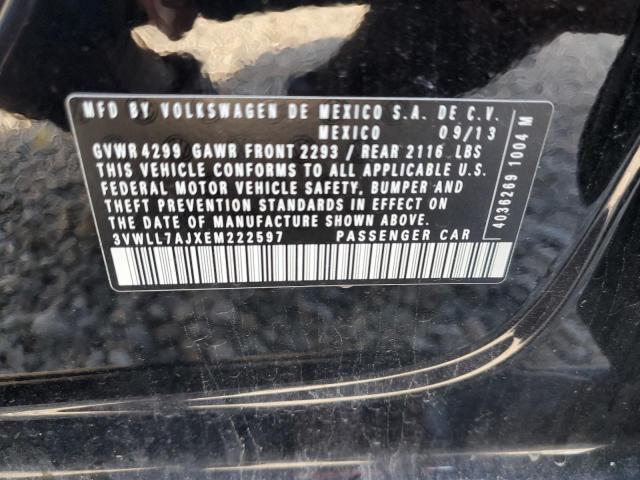 MFD BY VOLKSWAGEN DE MEXICO S.A. DE C.V.
MEXICO 09/13
GVWR 4299 GAWR FRONT 2293 / REAR 2116 LBS
THIS VEHICLE CONFORMS TO ALL APPLICABLE U.S.
FEDERAL MOTOR VEHICLE SAFETY, BUMPER AND
THEFT PREVENTION STANDARDS IN EFFECT ON
THE DATE OF MANUFACTURE SHOWN ABOVE.
3VWLL7AJXEM222597 PASSENGER CAR
4036269 1004 M